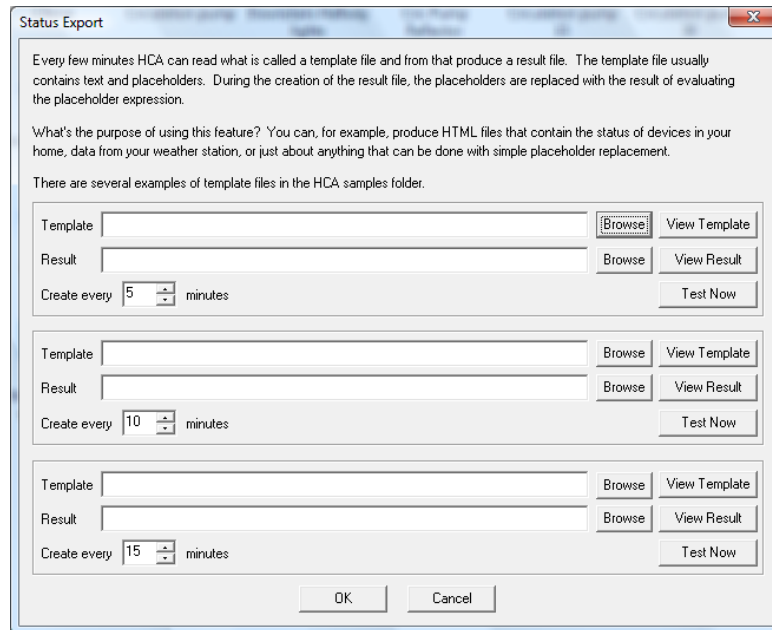 Status Export
Every few minutes HCA can read what is called a template file and from that produce a result file.  The template file usually
contains text and placeholders.  During the creation of the result file, the placeholders are replaced with the result of evaluating
the placeholder expression.
What's the purpose of using this feature?  You can, for example, produce HTML files that contain the status of devices in your
home, data from your weather station, or just about anything that can be done with simple placeholder replacement.
There are several examples of template files in the HCA samples folder.
Template Browse View Template
Result Browse View Result
Create every 5 minutes Test Now
Template Browse View Template
Result Browse View Result
Create every 10 minutes Test Now
Template Browse View Template
Result Browse View Result
Create every 15 minutes Test Now
OK Cancel